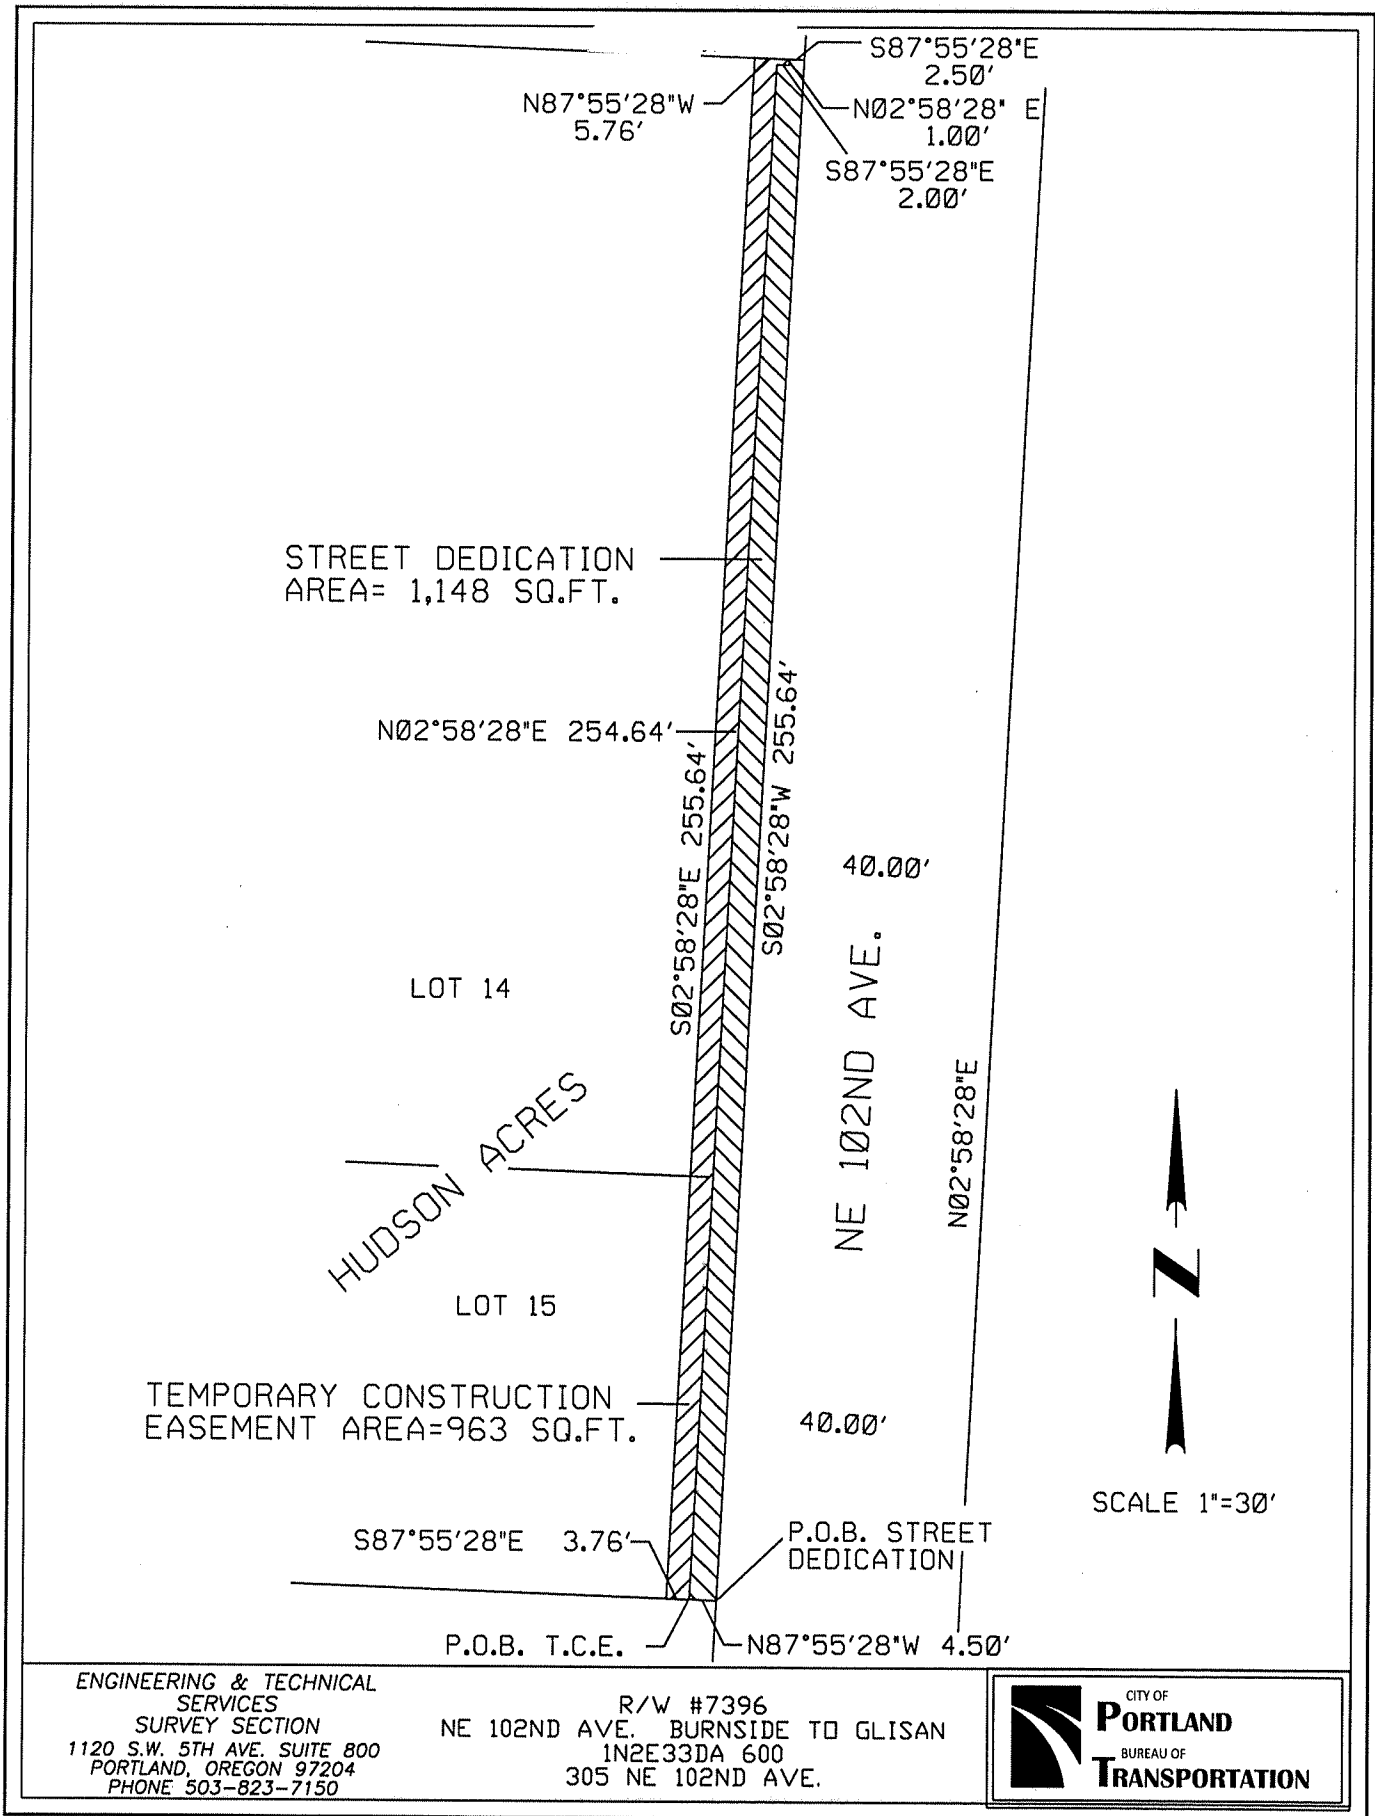 S87°55'28"E
2.50'
N87°55'28"W
5.76'
N02°58'28" E
1.00'
S87°55'28"E
2.00'
STREET DEDICATION
AREA= 1,148 SQ.FT.
N02°58'28"E 254.64'
S02°58'28"E 255.64'
S02°58'28"W 255.64'
40.00'
NE 102ND AVE.
N02°58'28"E
LOT 14
HUDSON ACRES
LOT 15
N
TEMPORARY CONSTRUCTION
EASEMENT AREA=963 SQ.FT.
40.00'
SCALE 1"=30'
S87°55'28"E 3.76'
P.O.B. STREET
DEDICATION
P.O.B. T.C.E.
N87°55'28"W 4.50'
ENGINEERING & TECHNICAL
SERVICES
SURVEY SECTION
1120 S.W. 5TH AVE. SUITE 800
PORTLAND, OREGON 97204
PHONE 503-823-7150
R/W #7396
NE 102ND AVE. BURNSIDE TO GLISAN
1N2E33DA 600
305 NE 102ND AVE.
CITY OF
PORTLAND
BUREAU OF
TRANSPORTATION